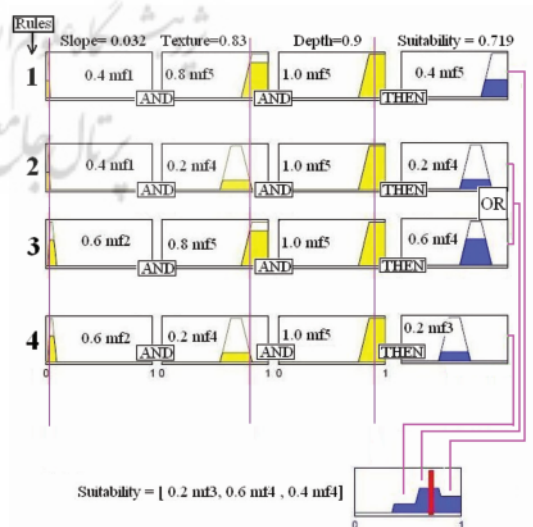 Rules
Slope= 0.032 Texture=0.83 Depth=0.9 Suitability = 0.719
1 0.4 mf1 0.8 mf5 1.0 mf5 0.4 mf5
AND AND THEN
2 0.4 mf1 0.2 mf4 1.0 mf5 0.2 mf4
AND AND THEN
OR
3 0.6 mf2 0.8 mf5 1.0 mf5 0.6 mf4
AND AND THEN
4 0.6 mf2 0.2 mf4 1.0 mf5 0.2 mf3
AND AND THEN
0 1 0 1 0 1
Suitability = [ 0.2 mf3, 0.6 mf4 , 0.4 mf4]
0 1